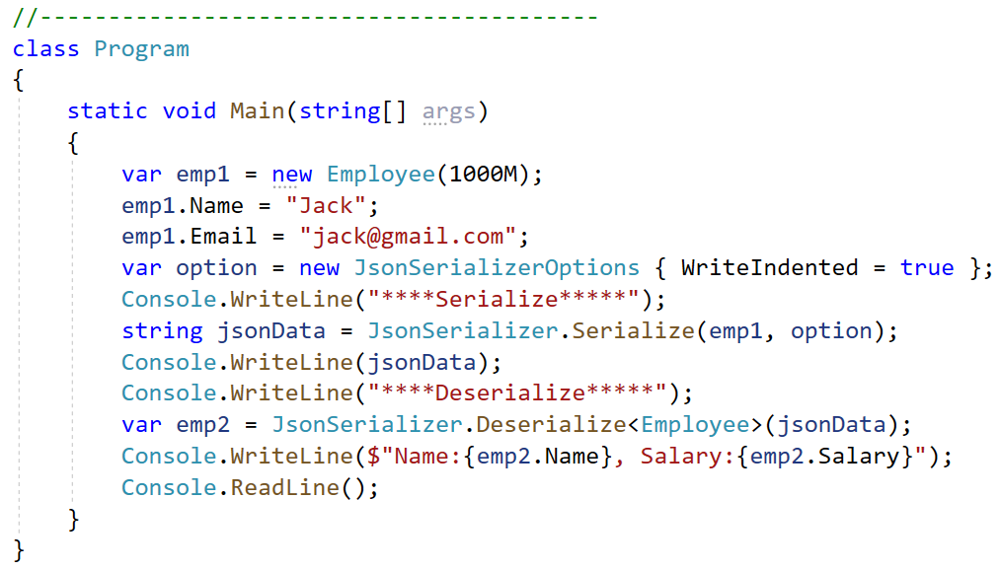 //-----------------------------------------
class Program
{
    static void Main(string[] args)
    {
        var emp1 = new Employee(1000M);
        emp1.Name = "Jack";
        emp1.Email = "jack@gmail.com";
        var option = new JsonSerializerOptions { WriteIndented = true };
        Console.WriteLine("****Serialize*****");
        string jsonData = JsonSerializer.Serialize(emp1, option);
        Console.WriteLine(jsonData);
        Console.WriteLine("****Deserialize*****");
        var emp2 = JsonSerializer.Deserialize<Employee>(jsonData);
        Console.WriteLine($"Name:{emp2.Name}, Salary:{emp2.Salary}");
        Console.ReadLine();
    }
}